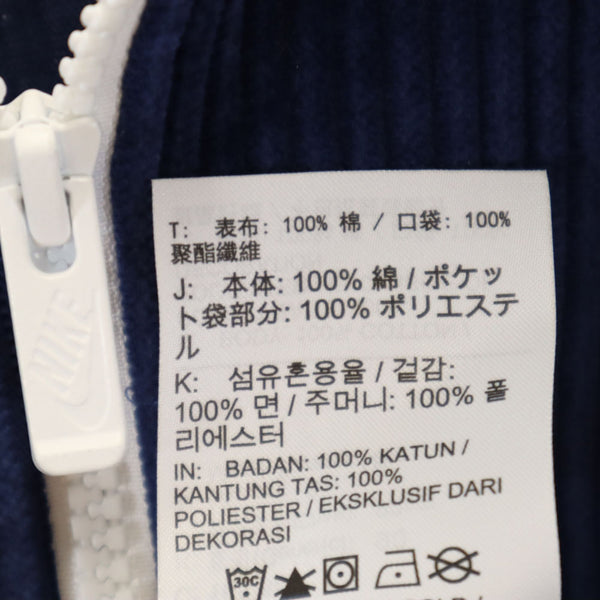 T: 表布: 100% 棉 / 口袋: 100%
聚酯纖維
J: 本体: 100% 綿 / ポケッ
ト袋部分: 100% ポリエステ
ル
K: 섬유혼용율 / 겉감:
100% 면 / 주머니: 100% 폴
리에스터
IN: BADAN: 100% KATUN /
KANTUNG TAS: 100%
POLIESTER / EKSKLUSIF DARI
DEKORASI
30C
NIKE